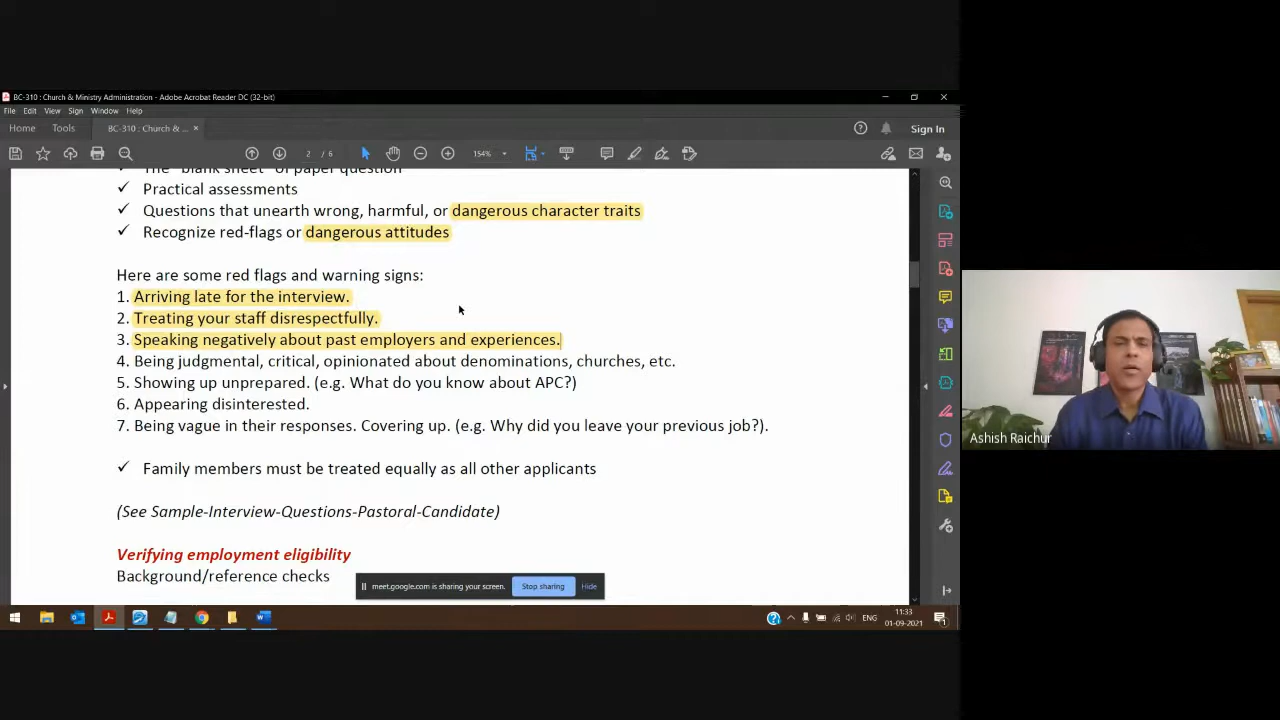 BC-310 : Church & Ministry Administration - Adobe Acrobat Reader DC (32-bit)
File Edit View Sign Window Help
Home Tools BC-310 : Church & ... × Sign In
2 / 6 154%
The "blank sheet" of paper question
✓ Practical assessments
✓ Questions that unearth wrong, harmful, or dangerous character traits
✓ Recognize red-flags or dangerous attitudes
Here are some red flags and warning signs:
1. Arriving late for the interview.
2. Treating your staff disrespectfully.
3. Speaking negatively about past employers and experiences.
4. Being judgmental, critical, opinionated about denominations, churches, etc.
5. Showing up unprepared. (e.g. What do you know about APC?)
6. Appearing disinterested.
7. Being vague in their responses. Covering up. (e.g. Why did you leave your previous job?).
✓ Family members must be treated equally as all other applicants
(See Sample-Interview-Questions-Pastoral-Candidate)
Verifying employment eligibility
Background/reference checks
meet.google.com is sharing your screen. Stop sharing Hide
ENG 11:33 01-09-2021
Ashish Raichur